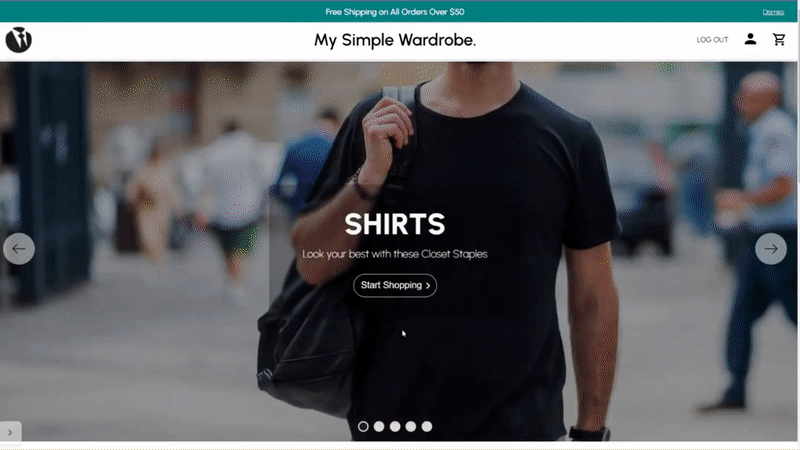 Free Shipping on All Orders Over $50
Dismiss
My Simple Wardrobe.
LOG OUT
SHIRTS
Look your best with these Closet Staples
Start Shopping